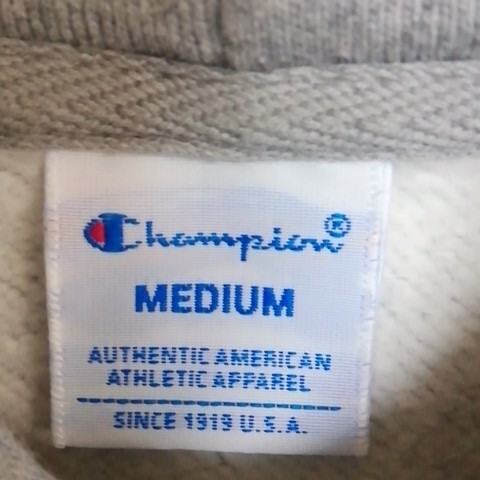 Champion®
MEDIUM
AUTHENTIC AMERICAN
ATHLETIC APPAREL
SINCE 1919 U.S.A.